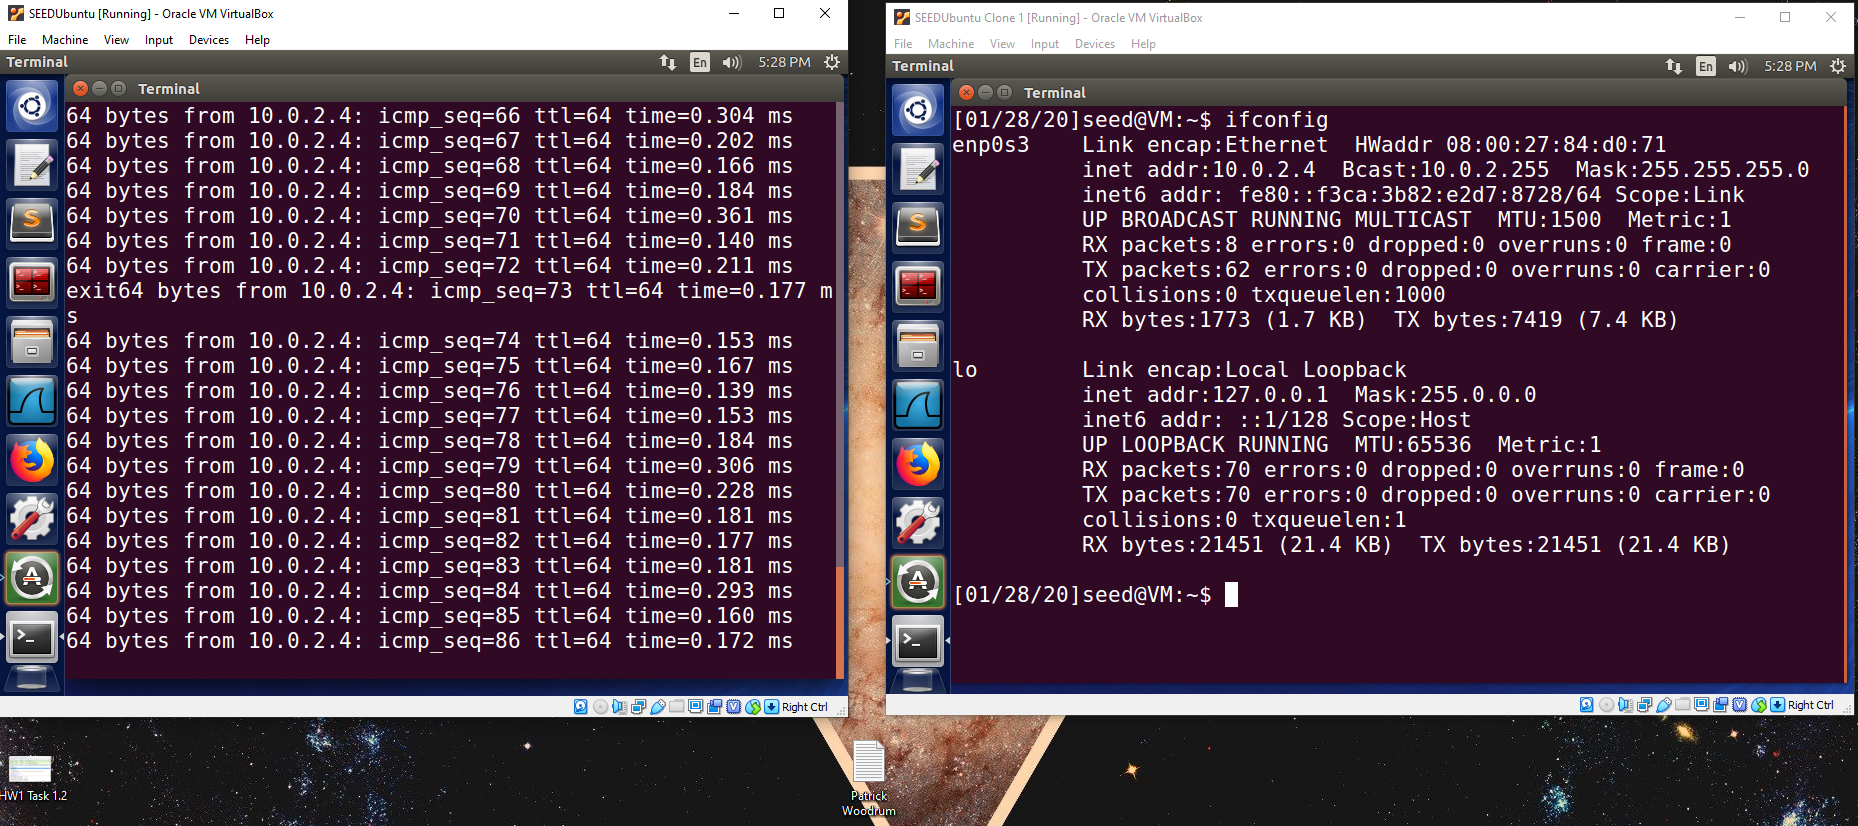 SEEDUbuntu [Running] - Oracle VM VirtualBox
File Machine View Input Devices Help
Terminal En 5:28 PM
Terminal
64 bytes from 10.0.2.4: icmp_seq=66 ttl=64 time=0.304 ms
64 bytes from 10.0.2.4: icmp_seq=67 ttl=64 time=0.202 ms
64 bytes from 10.0.2.4: icmp_seq=68 ttl=64 time=0.166 ms
64 bytes from 10.0.2.4: icmp_seq=69 ttl=64 time=0.184 ms
64 bytes from 10.0.2.4: icmp_seq=70 ttl=64 time=0.361 ms
64 bytes from 10.0.2.4: icmp_seq=71 ttl=64 time=0.140 ms
64 bytes from 10.0.2.4: icmp_seq=72 ttl=64 time=0.211 ms
exit64 bytes from 10.0.2.4: icmp_seq=73 ttl=64 time=0.177 m
s
64 bytes from 10.0.2.4: icmp_seq=74 ttl=64 time=0.153 ms
64 bytes from 10.0.2.4: icmp_seq=75 ttl=64 time=0.167 ms
64 bytes from 10.0.2.4: icmp_seq=76 ttl=64 time=0.139 ms
64 bytes from 10.0.2.4: icmp_seq=77 ttl=64 time=0.153 ms
64 bytes from 10.0.2.4: icmp_seq=78 ttl=64 time=0.184 ms
64 bytes from 10.0.2.4: icmp_seq=79 ttl=64 time=0.306 ms
64 bytes from 10.0.2.4: icmp_seq=80 ttl=64 time=0.228 ms
64 bytes from 10.0.2.4: icmp_seq=81 ttl=64 time=0.181 ms
64 bytes from 10.0.2.4: icmp_seq=82 ttl=64 time=0.177 ms
64 bytes from 10.0.2.4: icmp_seq=83 ttl=64 time=0.181 ms
64 bytes from 10.0.2.4: icmp_seq=84 ttl=64 time=0.293 ms
64 bytes from 10.0.2.4: icmp_seq=85 ttl=64 time=0.160 ms
64 bytes from 10.0.2.4: icmp_seq=86 ttl=64 time=0.172 ms
Right Ctrl
SEEDUbuntu Clone 1 [Running] - Oracle VM VirtualBox
File Machine View Input Devices Help
Terminal En 5:28 PM
Terminal
[01/28/20]seed@VM:~$ ifconfig
enp0s3 Link encap:Ethernet HWaddr 08:00:27:84:d0:71
inet addr:10.0.2.4 Bcast:10.0.2.255 Mask:255.255.255.0
inet6 addr: fe80::f3ca:3b82:e2d7:8728/64 Scope:Link
UP BROADCAST RUNNING MULTICAST MTU:1500 Metric:1
RX packets:8 errors:0 dropped:0 overruns:0 frame:0
TX packets:62 errors:0 dropped:0 overruns:0 carrier:0
collisions:0 txqueuelen:1000
RX bytes:1773 (1.7 KB) TX bytes:7419 (7.4 KB)
lo Link encap:Local Loopback
inet addr:127.0.0.1 Mask:255.0.0.0
inet6 addr: ::1/128 Scope:Host
UP LOOPBACK RUNNING MTU:65536 Metric:1
RX packets:70 errors:0 dropped:0 overruns:0 frame:0
TX packets:70 errors:0 dropped:0 overruns:0 carrier:0
collisions:0 txqueuelen:1
RX bytes:21451 (21.4 KB) TX bytes:21451 (21.4 KB)
[01/28/20]seed@VM:~$
Right Ctrl
HW1 Task 1.2
Patrick
Woodrum